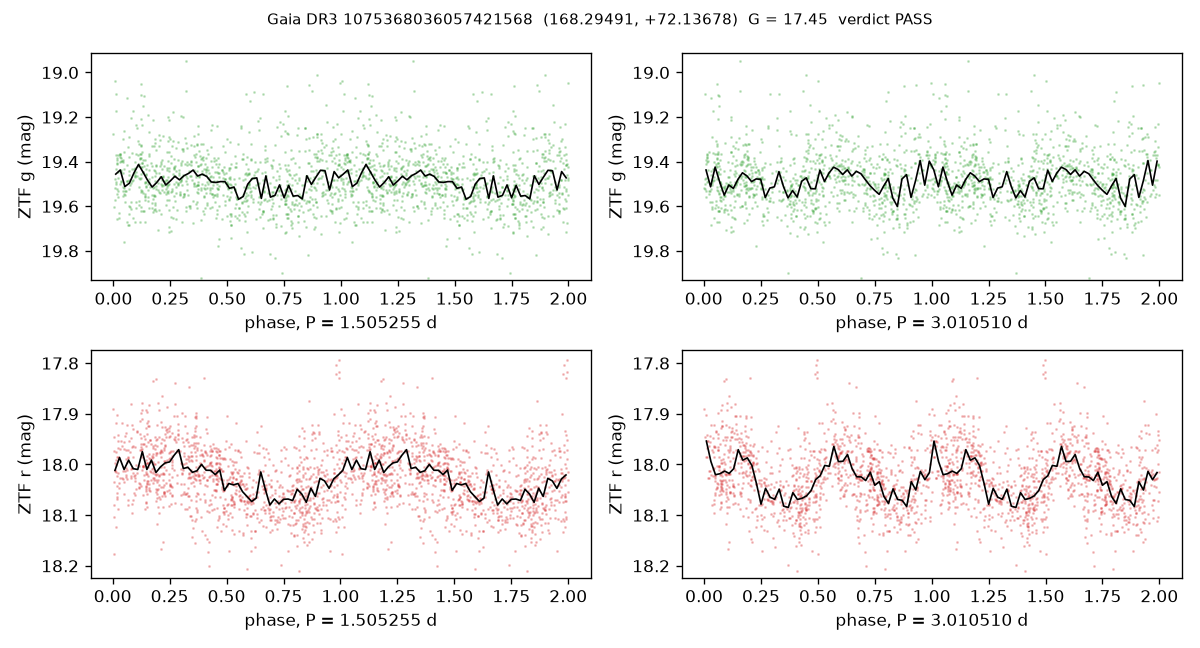 Gaia DR3 1075368036057421568 (168.29491, +72.13678) G = 17.45 verdict PASS
ZTF g (mag)
19.0
19.2
19.4
19.6
19.8
0.00 0.25 0.50 0.75 1.00 1.25 1.50 1.75 2.00
phase, P = 1.505255 d
ZTF g (mag)
19.0
19.2
19.4
19.6
19.8
0.00 0.25 0.50 0.75 1.00 1.25 1.50 1.75 2.00
phase, P = 3.010510 d
ZTF r (mag)
17.8
17.9
18.0
18.1
18.2
0.00 0.25 0.50 0.75 1.00 1.25 1.50 1.75 2.00
phase, P = 1.505255 d
ZTF r (mag)
17.8
17.9
18.0
18.1
18.2
0.00 0.25 0.50 0.75 1.00 1.25 1.50 1.75 2.00
phase, P = 3.010510 d